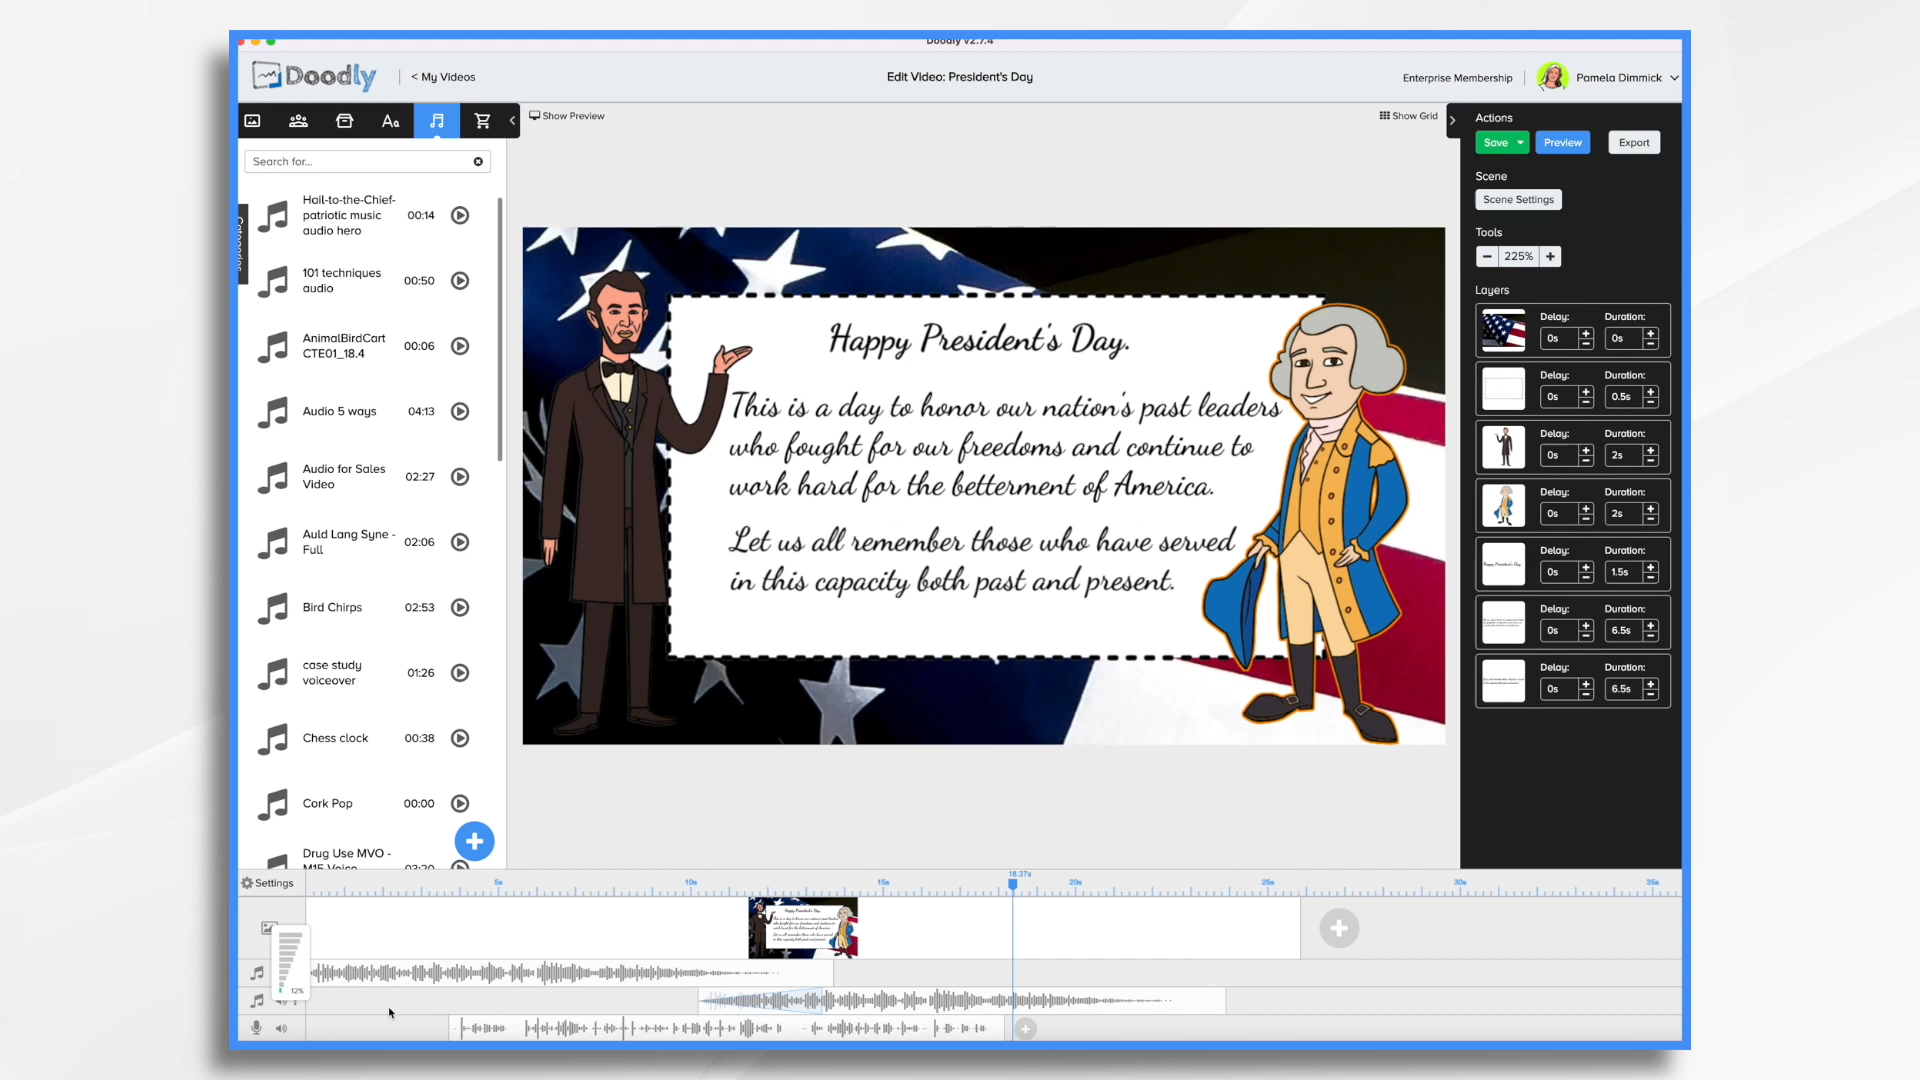 Doodly v2.7.4
Doodly
< My Videos
Edit Video: President's Day
Enterprise Membership
Pamela Dimmick
Aa
Show Preview
Show Grid
Search for...
Categories
Hail-to-the-Chief-
patriotic music
audio hero
00:14
101 techniques
audio
00:50
AnimalBirdCart
CTE01_18.4
00:06
Audio 5 ways
04:13
Audio for Sales
Video
02:27
Auld Lang Syne -
Full
02:06
Bird Chirps
02:53
case study
voiceover
01:26
Chess clock
00:38
Cork Pop
00:00
Drug Use MVO -
M15 Voice
03:20
Happy President's Day.
This is a day to honor our nation's past leaders
who fought for our freedoms and continue to
work hard for the betterment of America.
Let us all remember those who have served
in this capacity both past and present.
Actions
Save
Preview
Export
Scene
Scene Settings
Tools
225%
Layers
Delay:
Duration:
0s
0s
Delay:
Duration:
0s
0.5s
Delay:
Duration:
0s
2s
Delay:
Duration:
0s
2s
Delay:
Duration:
0s
1.5s
Delay:
Duration:
0s
6.5s
Delay:
Duration:
0s
6.5s
Settings
5s
10s
15s
18.37s
20s
25s
30s
35s
12%